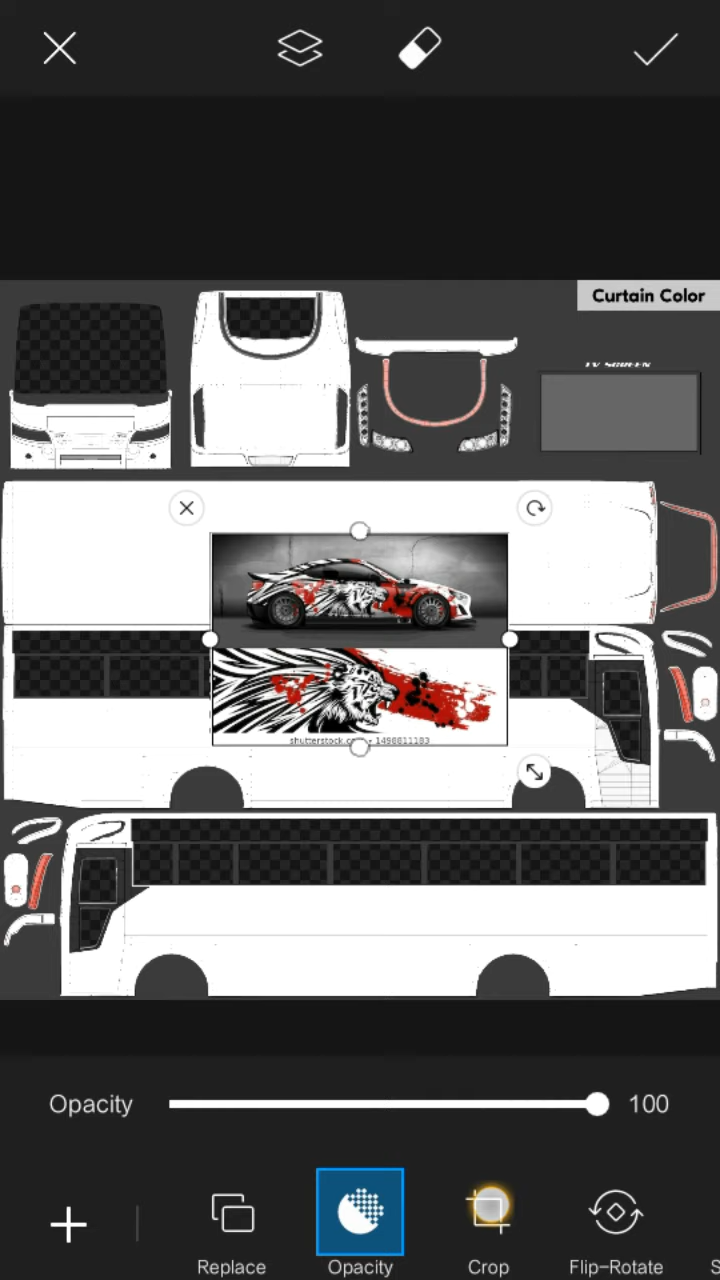 Curtain Color
TV SCREEN
Opacity
100
Replace
Opacity
Crop
Flip-Rotate